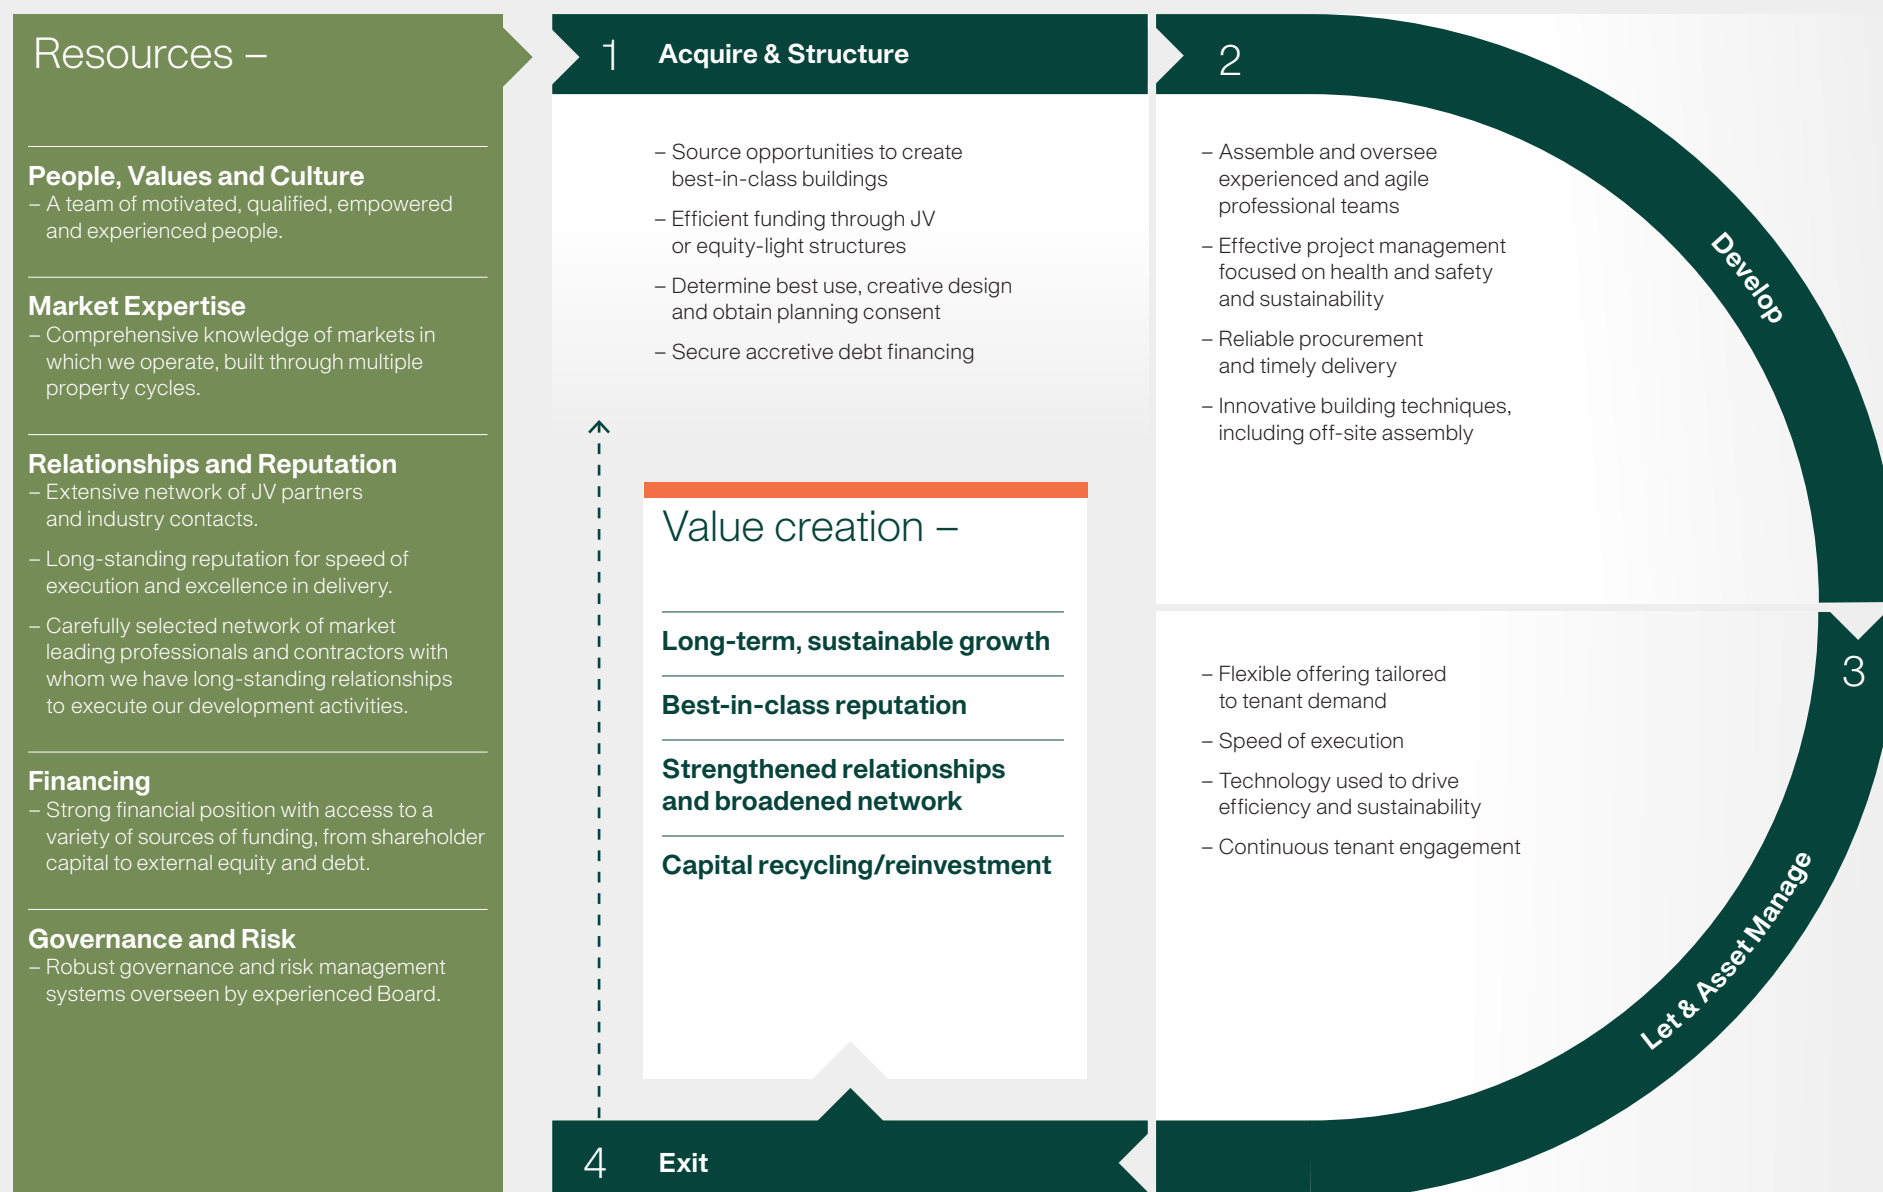 Resources –
People, Values and Culture
– A team of motivated, qualified, empowered
and experienced people.
Market Expertise
– Comprehensive knowledge of markets in
which we operate, built through multiple
property cycles.
Relationships and Reputation
– Extensive network of JV partners
and industry contacts.
– Long-standing reputation for speed of
execution and excellence in delivery.
– Carefully selected network of market
leading professionals and contractors with
whom we have long-standing relationships
to execute our development activities.
Financing
– Strong financial position with access to a
variety of sources of funding, from shareholder
capital to external equity and debt.
Governance and Risk
– Robust governance and risk management
systems overseen by experienced Board.
1 Acquire & Structure
– Source opportunities to create
best-in-class buildings
– Efficient funding through JV
or equity-light structures
– Determine best use, creative design
and obtain planning consent
– Secure accretive debt financing
2
Develop
– Assemble and oversee
experienced and agile
professional teams
– Effective project management
focused on health and safety
and sustainability
– Reliable procurement
and timely delivery
– Innovative building techniques,
including off-site assembly
3
Let & Asset Manage
– Flexible offering tailored
to tenant demand
– Speed of execution
– Technology used to drive
efficiency and sustainability
– Continuous tenant engagement
4 Exit
Value creation –
Long-term, sustainable growth
Best-in-class reputation
Strengthened relationships
and broadened network
Capital recycling/reinvestment